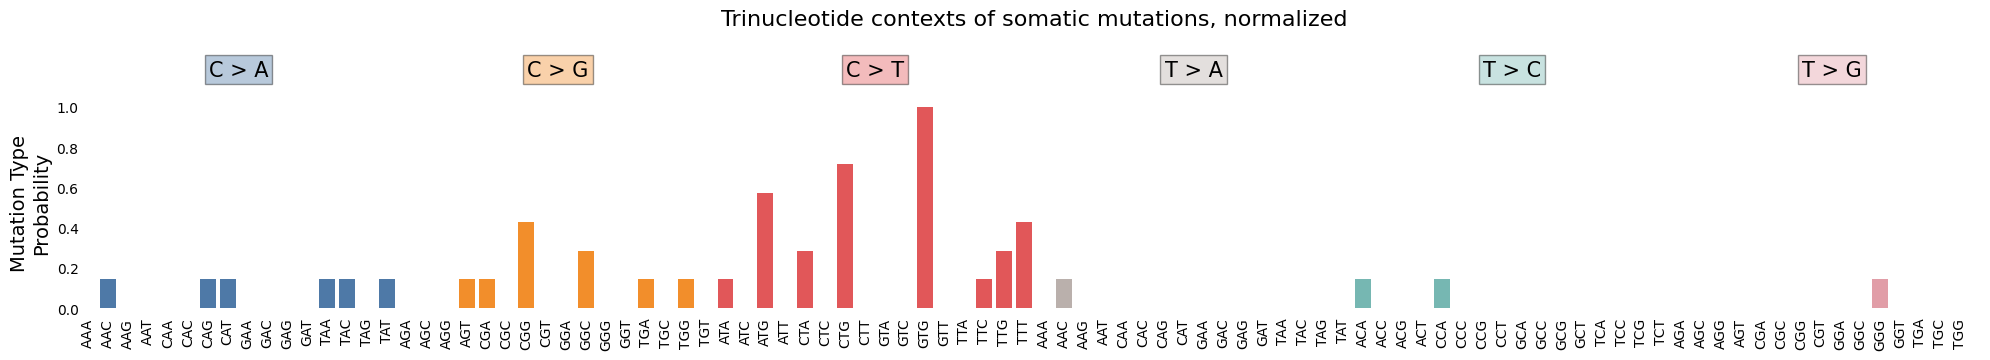 Trinucleotide contexts of somatic mutations, normalized
C > A C > G C > T T > A T > C T > G
Mutation Type
Probability
1.0
0.8
0.6
0.4
0.2
0.0
AAA AAC AAG AAT CAA CAC CAG CAT GAA GAC GAG GAT TAA TAC TAG TAT AGA AGC AGG AGT CGA CGC CGG CGT GGA GGC GGG GGT TGA TGC TGG TGT ATA ATC ATG ATT CTA CTC CTG CTT GTA GTC GTG GTT TTA TTC TTG TTT AAA AAC AAG AAT CAA CAC CAG CAT GAA GAC GAG GAT TAA TAC TAG TAT ACA ACC ACG ACT CCA CCC CCG CCT GCA GCC GCG GCT TCA TCC TCG TCT AGA AGC AGG AGT CGA CGC CGG CGT GGA GGC GGG GGT TGA TGC TGG